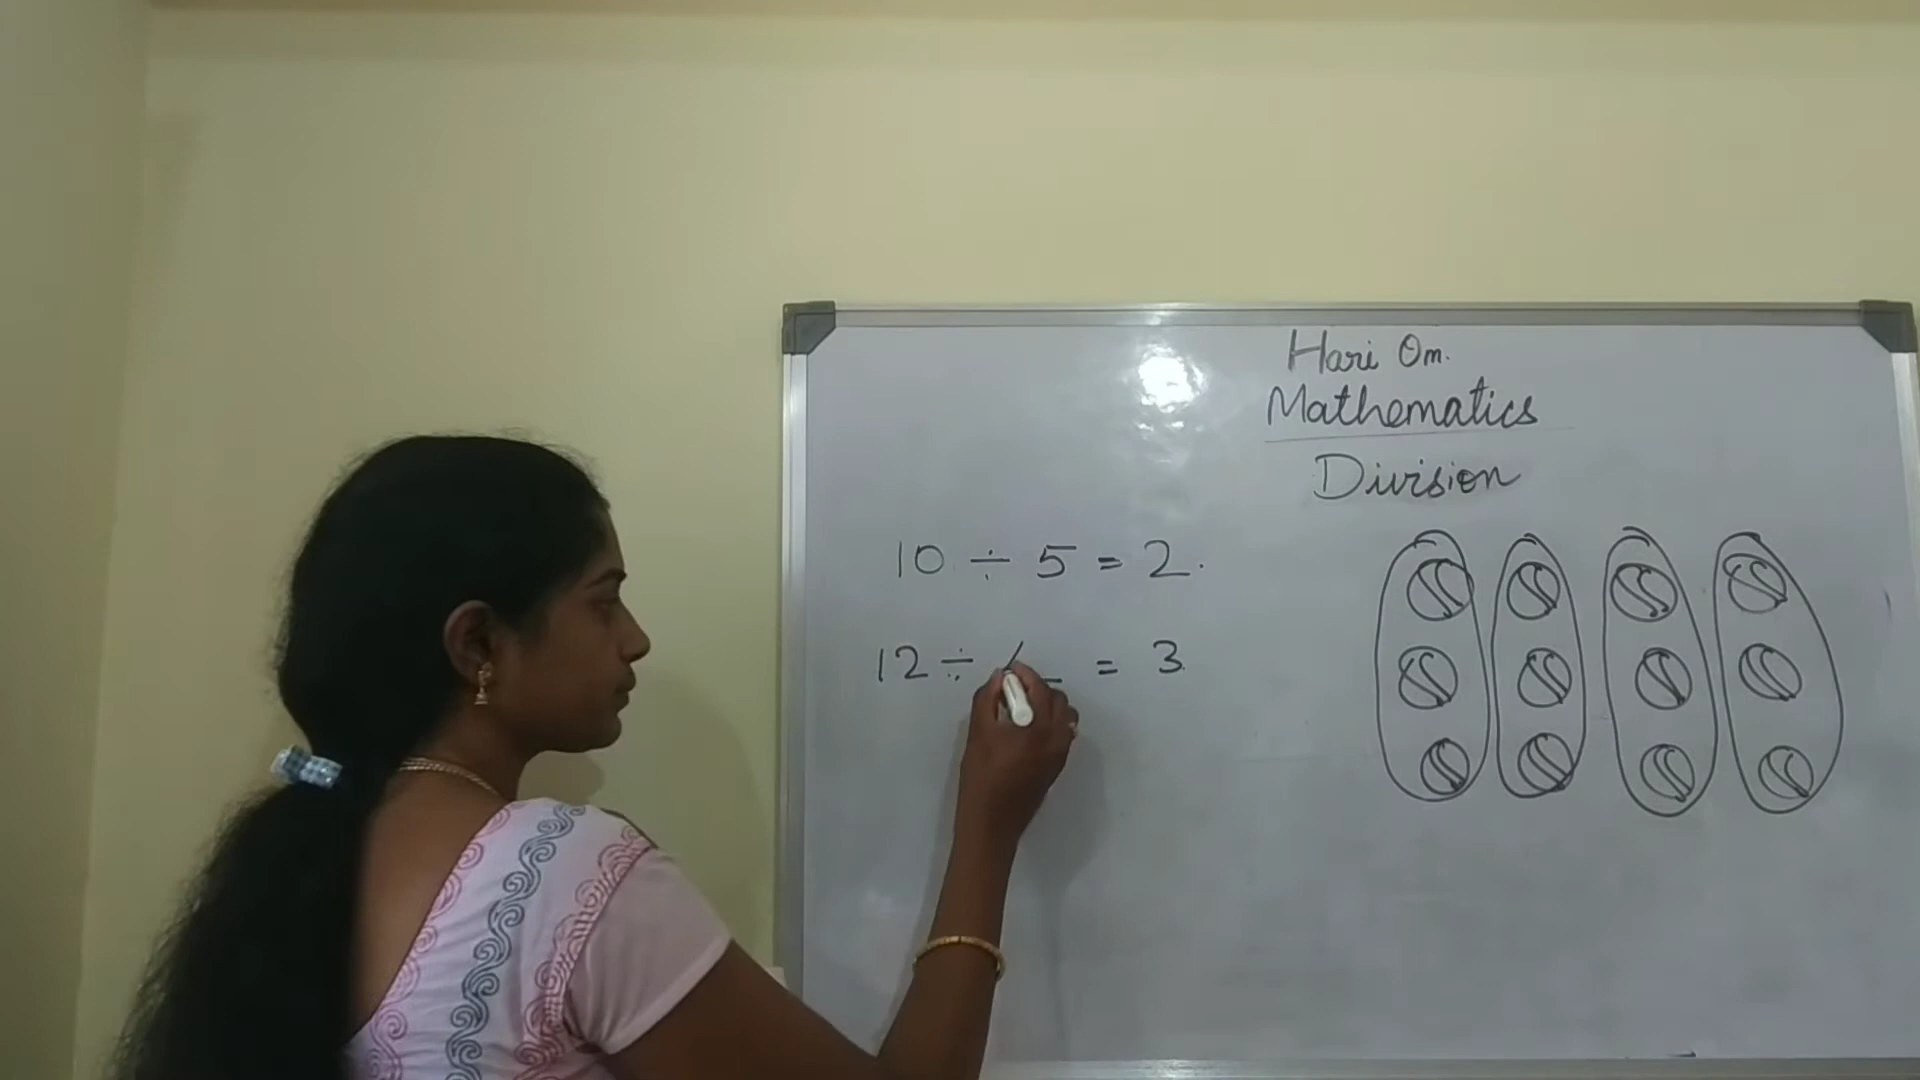 Hari Om.
Mathematics
Division
10 ÷ 5 = 2.
12 ÷ _ = 3